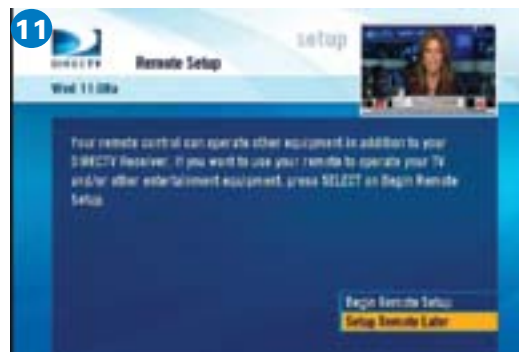 11
setup
DIRECTV
Remote Setup
Wed 11:08a
Your remote control can operate other equipment in addition to your
DIRECTV Receiver. If you want to use your remote to operate your TV
and/or other entertainment equipment, press SELECT on Begin Remote
Setup.
Begin Remote Setup
Setup Remote Later